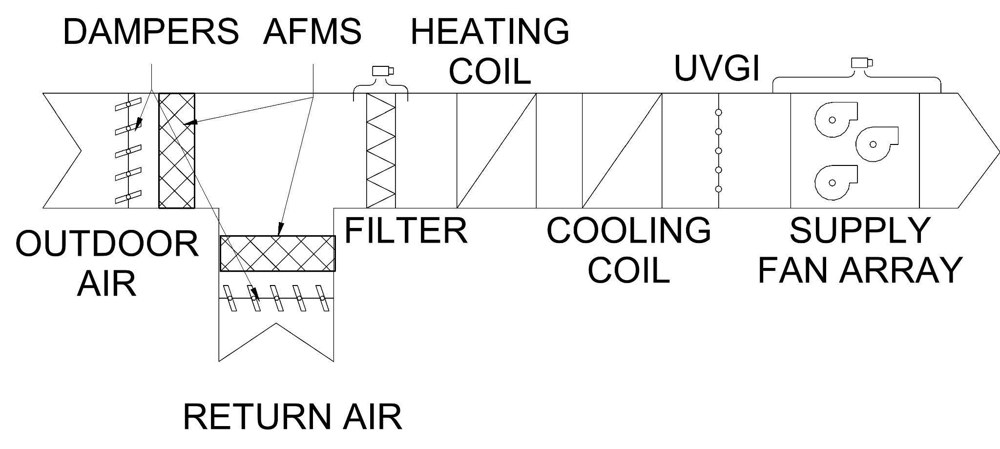 DAMPERS
AFMS
HEATING
COIL
UVGI
OUTDOOR
AIR
FILTER
COOLING
COIL
SUPPLY
FAN ARRAY
RETURN AIR